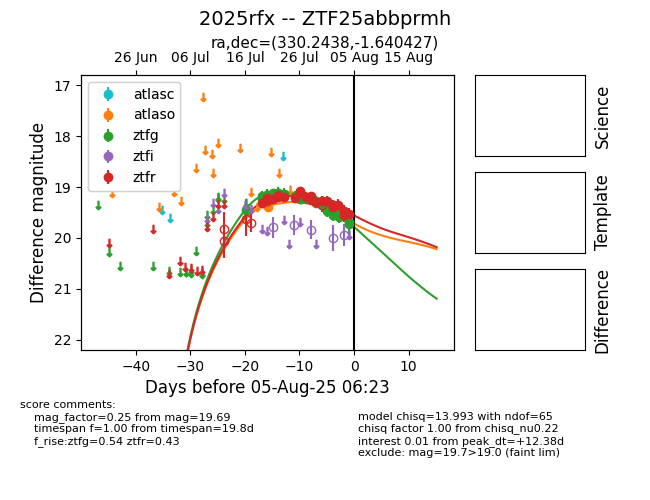 2025rfx -- ZTF25abbprmh
ra,dec=(330.2438,-1.640427)
26 Jun 06 Jul 16 Jul 26 Jul 05 Aug 15 Aug
17
18
19
20
21
22
Difference magnitude
atlasc
atlaso
ztfg
ztfi
ztfr
−40 −30 −20 −10 0 10
Days before 05-Aug-25 06:23
Science
Template
Difference
score comments:
mag_factor=0.25 from mag=19.69
timespan f=1.00 from timespan=19.8d
f_rise:ztfg=0.54 ztfr=0.43
model chisq=13.993 with ndof=65
chisq factor 1.00 from chisq_nu0.22
interest 0.01 from peak_dt=+12.38d
exclude: mag=19.7>19.0 (faint lim)